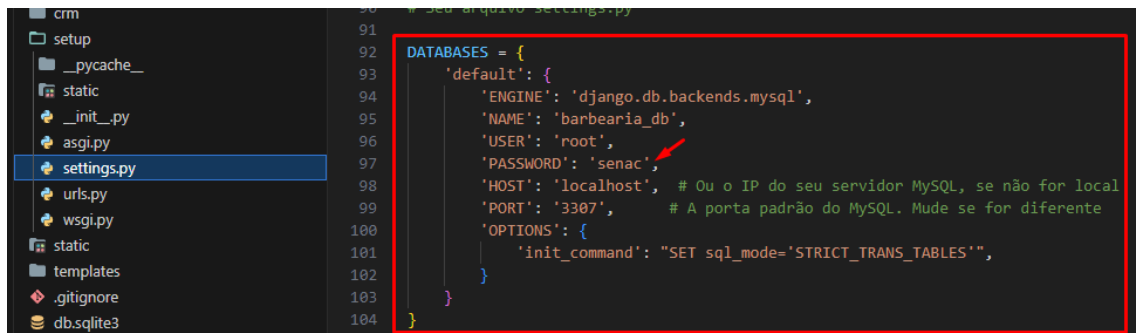 crm
setup
__pycache__
static
__init__.py
asgi.py
settings.py
urls.py
wsgi.py
static
templates
.gitignore
db.sqlite3
90 # Seu arquivo settings.py
91
92 DATABASES = {
93 'default': {
94 'ENGINE': 'django.db.backends.mysql',
95 'NAME': 'barbearia_db',
96 'USER': 'root',
97 'PASSWORD': 'senac',
98 'HOST': 'localhost', # Ou o IP do seu servidor MySQL, se não for local
99 'PORT': '3307', # A porta padrão do MySQL. Mude se for diferente
100 'OPTIONS': {
101 'init_command': "SET sql_mode='STRICT_TRANS_TABLES'",
102 }
103 }
104 }